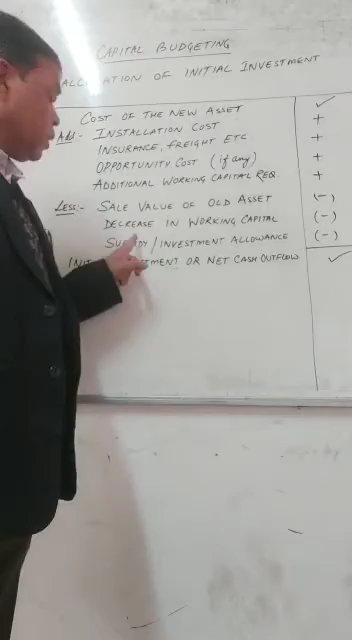 CAPITAL BUDGETING
CALCULATION OF INITIAL INVESTMENT
COST OF THE NEW ASSET ✓
Add:- INSTALLATION COST +
INSURANCE, FREIGHT ETC +
OPPORTUNITY COST (if any) +
ADDITIONAL WORKING CAPITAL REQ. +
Less:- SALE VALUE OF OLD ASSET (-)
DECREASE IN WORKING CAPITAL (-)
SUBSIDY / INVESTMENT ALLOWANCE (-)
OR NET CASH OUTFLOW ✓